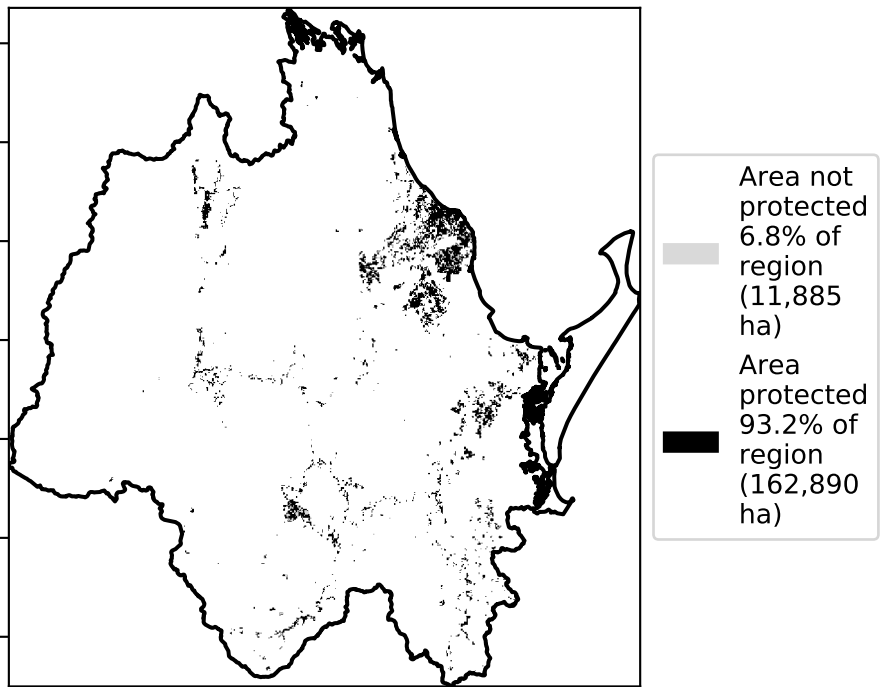 Area not
protected
6.8% of
region
(11,885
ha)
Area
protected
93.2% of
region
(162,890
ha)